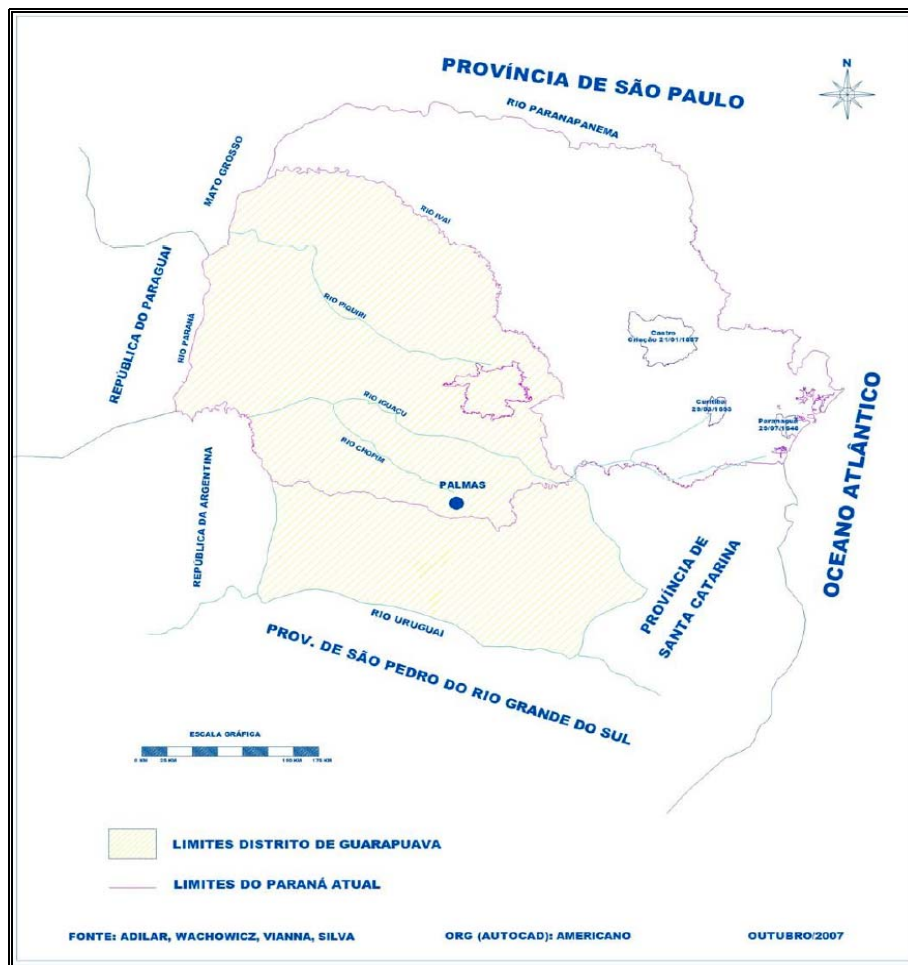 N
PROVÍNCIA DE SÃO PAULO
RIO PARANAPANEMA
MATO GROSSO
RIO IVAÍ
REPÚBLICA DO PARAGUAI
RIO PARANÁ
RIO PIQUIRI
Castro
Curitiba
Paranaguá
RIO IGUAÇU
RIO CHOPIM
PALMAS
OCEANO ATLÂNTICO
REPÚBLICA DA ARGENTINA
PROVÍNCIA DE
SANTA CATARINA
RIO URUGUAI
PROV. DE SÃO PEDRO DO RIO GRANDE DO SUL
ESCALA GRÁFICA
LIMITES DISTRITO DE GUARAPUAVA
LIMITES DO PARANÁ ATUAL
FONTE: ADILAR, WACHOWICZ, VIANNA, SILVA
ORG (AUTOCAD): AMERICANO
OUTUBRO/2007